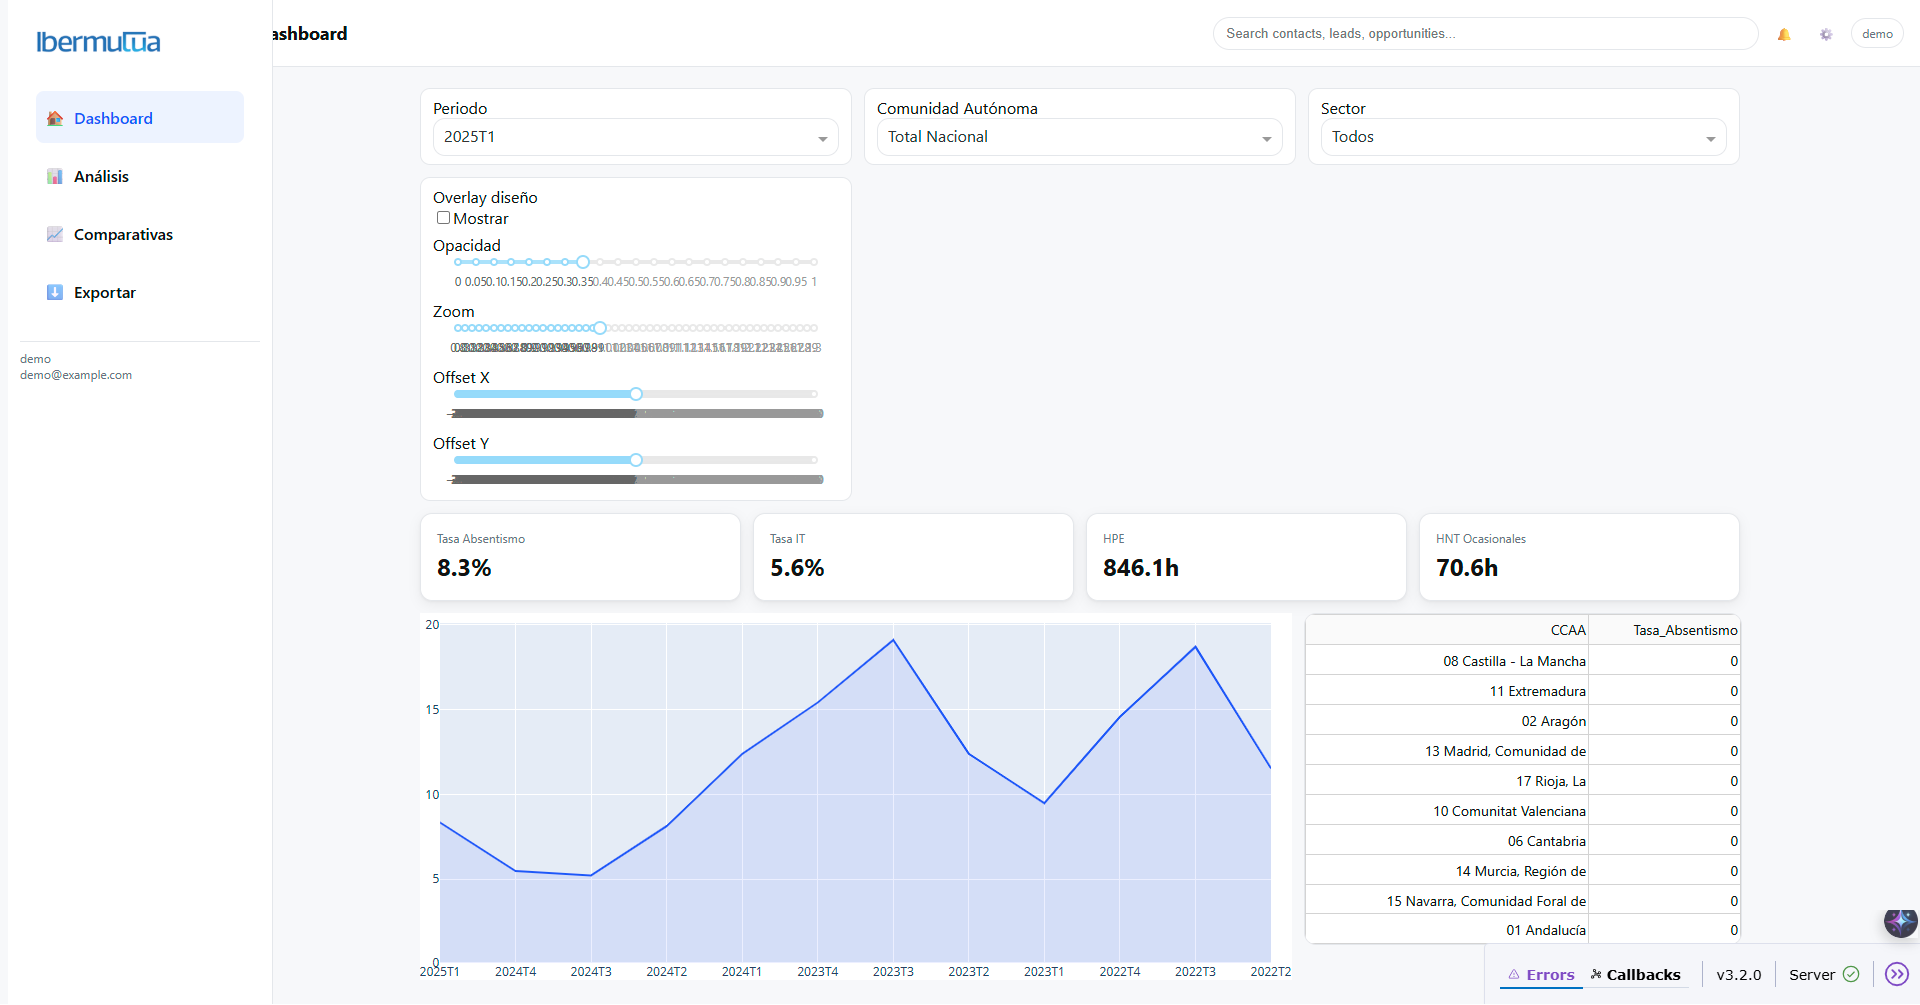 Ibermutua
ashboard
Search contacts, leads, opportunities...
demo
Dashboard
Análisis
Comparativas
Exportar
demo
demo@example.com
Periodo
2025T1
Comunidad Autónoma
Total Nacional
Sector
Todos
Overlay diseño
Mostrar
Opacidad
0 0.05 0.1 0.15 0.2 0.25 0.3 0.35 0.4 0.45 0.5 0.55 0.6 0.65 0.7 0.75 0.8 0.85 0.9 0.95 1
Zoom
Offset X
Offset Y
Tasa Absentismo
8.3%
Tasa IT
5.6%
HPE
846.1h
HNT Ocasionales
70.6h
20
15
10
5
0
2025T1 2024T4 2024T3 2024T2 2024T1 2023T4 2023T3 2023T2 2023T1 2022T4 2022T3 2022T2
CCAA Tasa_Absentismo
08 Castilla - La Mancha 0
11 Extremadura 0
02 Aragón 0
13 Madrid, Comunidad de 0
17 Rioja, La 0
10 Comunitat Valenciana 0
06 Cantabria 0
14 Murcia, Región de 0
15 Navarra, Comunidad Foral de 0
01 Andalucía 0
Errors Callbacks v3.2.0 Server